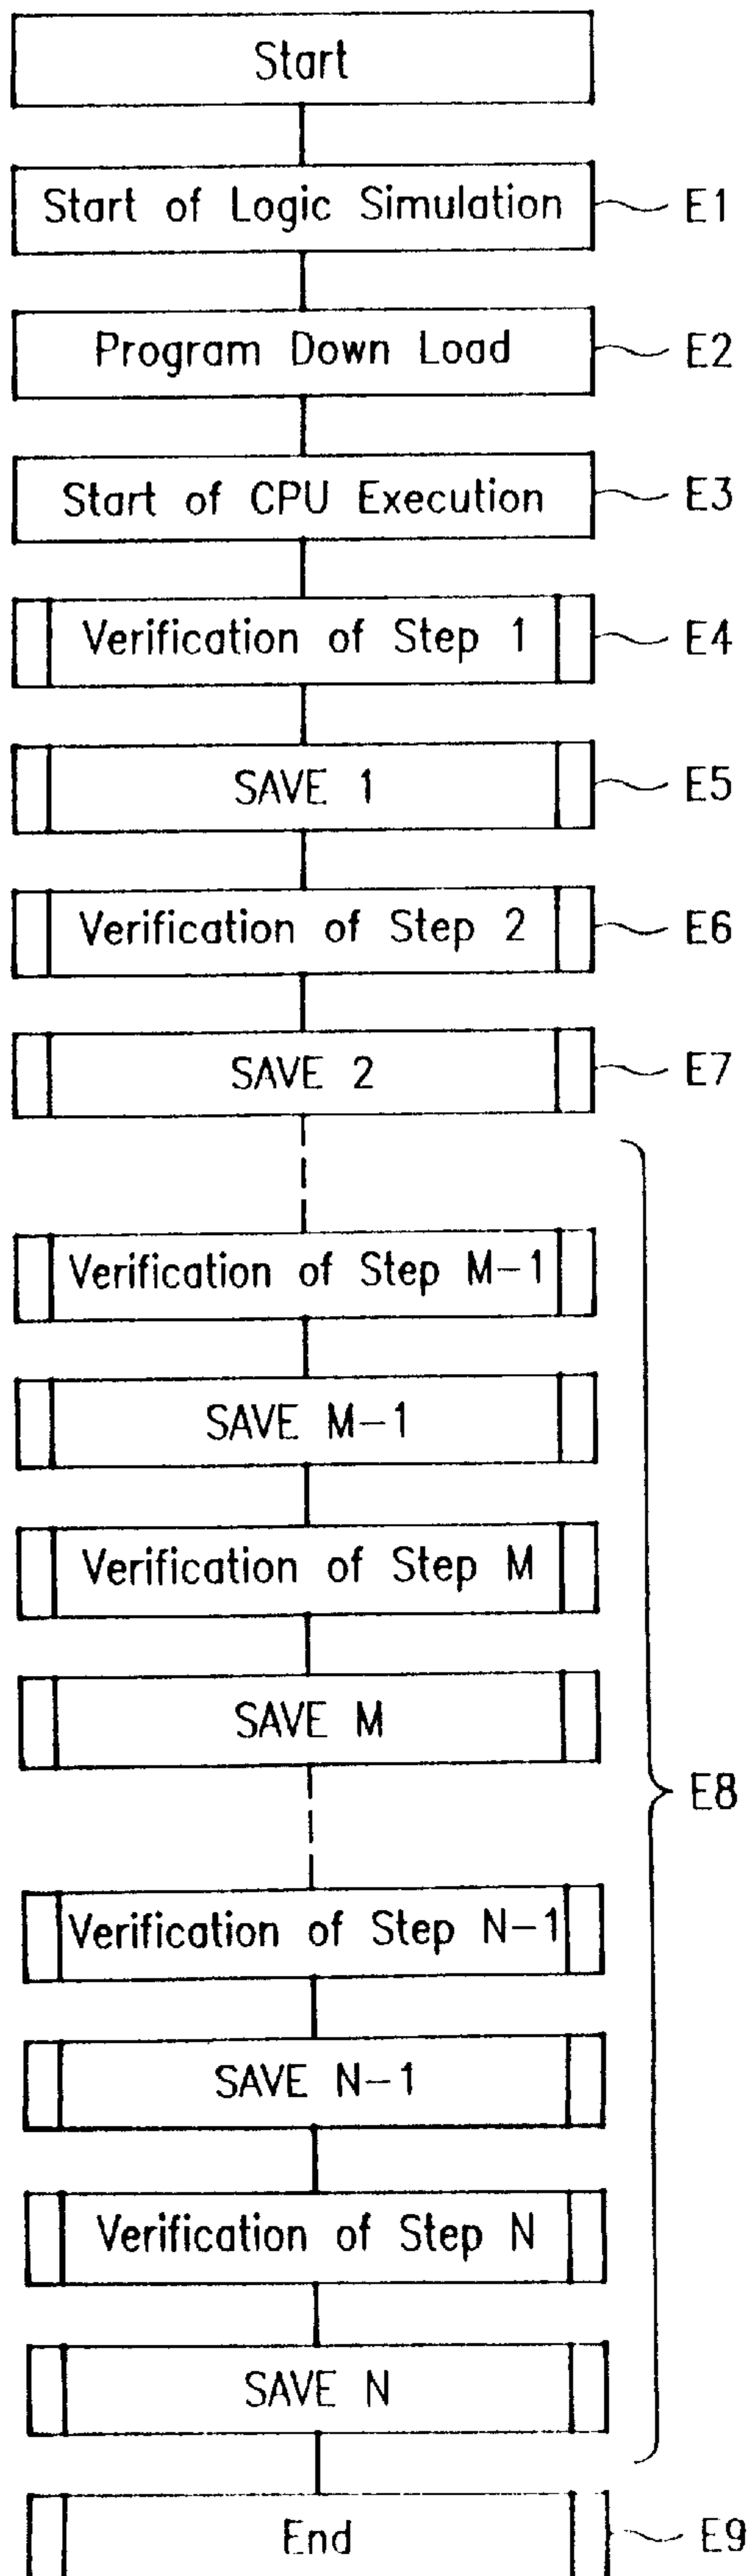 Start
Start of Logic Simulation E1
Program Down Load E2
Start of CPU Execution E3
Verification of Step 1 E4
SAVE 1 E5
Verification of Step 2 E6
SAVE 2 E7
Verification of Step M-1
SAVE M-1
Verification of Step M
SAVE M
E8
Verification of Step N-1
SAVE N-1
Verification of Step N
SAVE N
End E9